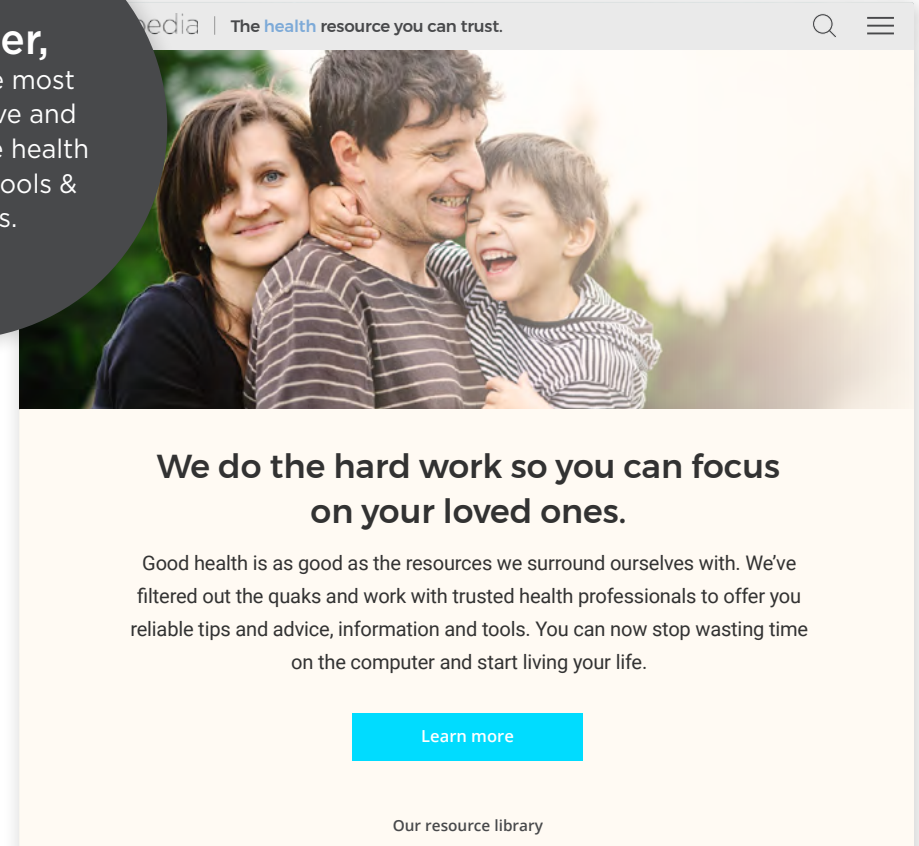 pedia | The health resource you can trust.
er,
e most
ve and
e health
ools &
s.
We do the hard work so you can focus
on your loved ones.
Good health is as good as the resources we surround ourselves with. We’ve
filtered out the quaks and work with trusted health professionals to offer you
reliable tips and advice, information and tools. You can now stop wasting time
on the computer and start living your life.
Learn more
Our resource library